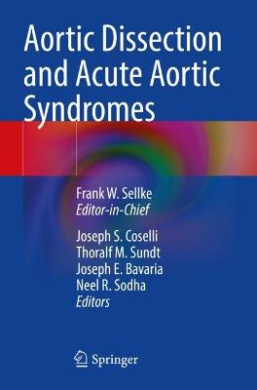 Aortic Dissection
and Acute Aortic
Syndromes
Frank W. Sellke
Editor-in-Chief
Joseph S. Coselli
Thoralf M. Sundt
Joseph E. Bavaria
Neel R. Sodha
Editors
Springer